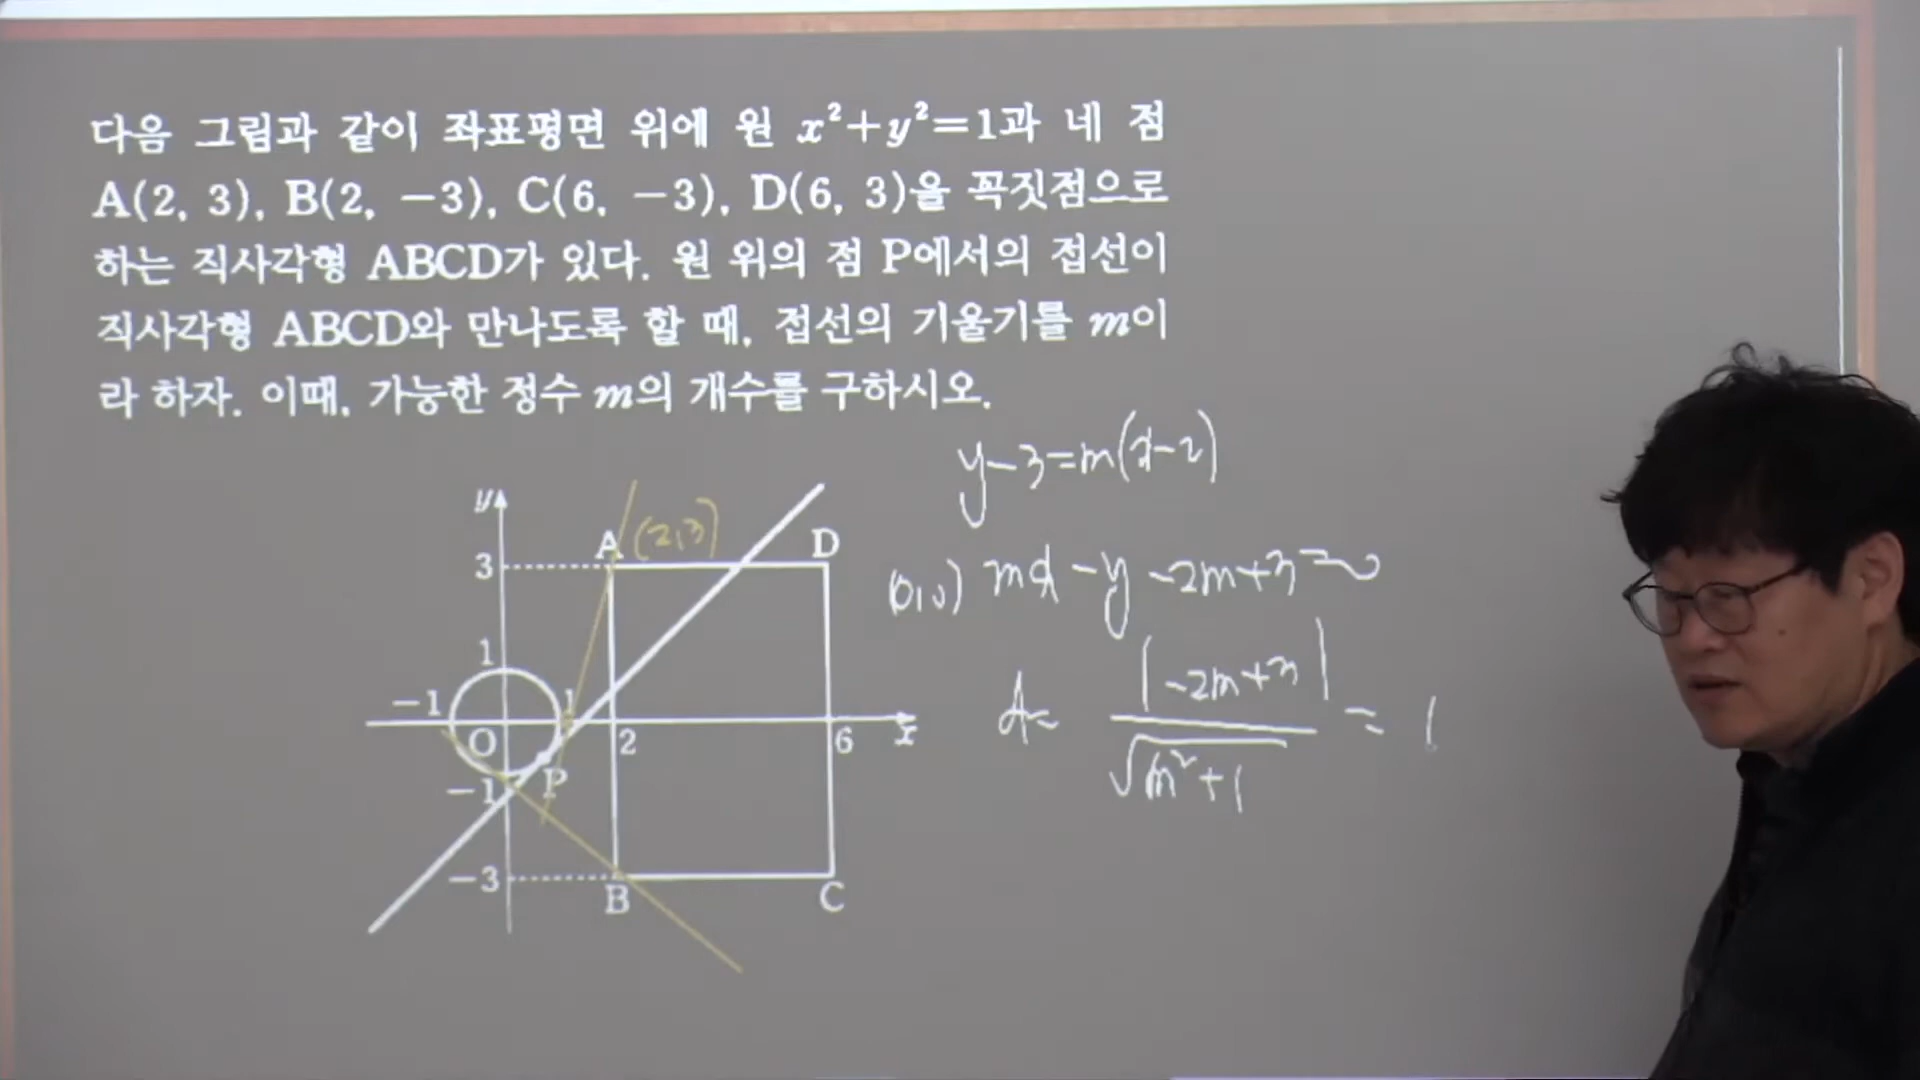 다음 그림과 같이 좌표평면 위에 원 x²+y²=1과 네 점
A(2, 3), B(2, −3), C(6, −3), D(6, 3)을 꼭짓점으로
하는 직사각형 ABCD가 있다. 원 위의 점 P에서의 접선이
직사각형 ABCD와 만나도록 할 때, 접선의 기울기를 m이
라 하자. 이때, 가능한 정수 m의 개수를 구하시오.
y-3=m(x-2)
y
A (2,3) D
3
(0,0) mx-y-2m+3=0
1
d= |-2m+3| / √m²+1 = 1
-1 1
O 2 6 x
-1 P
-3
B C